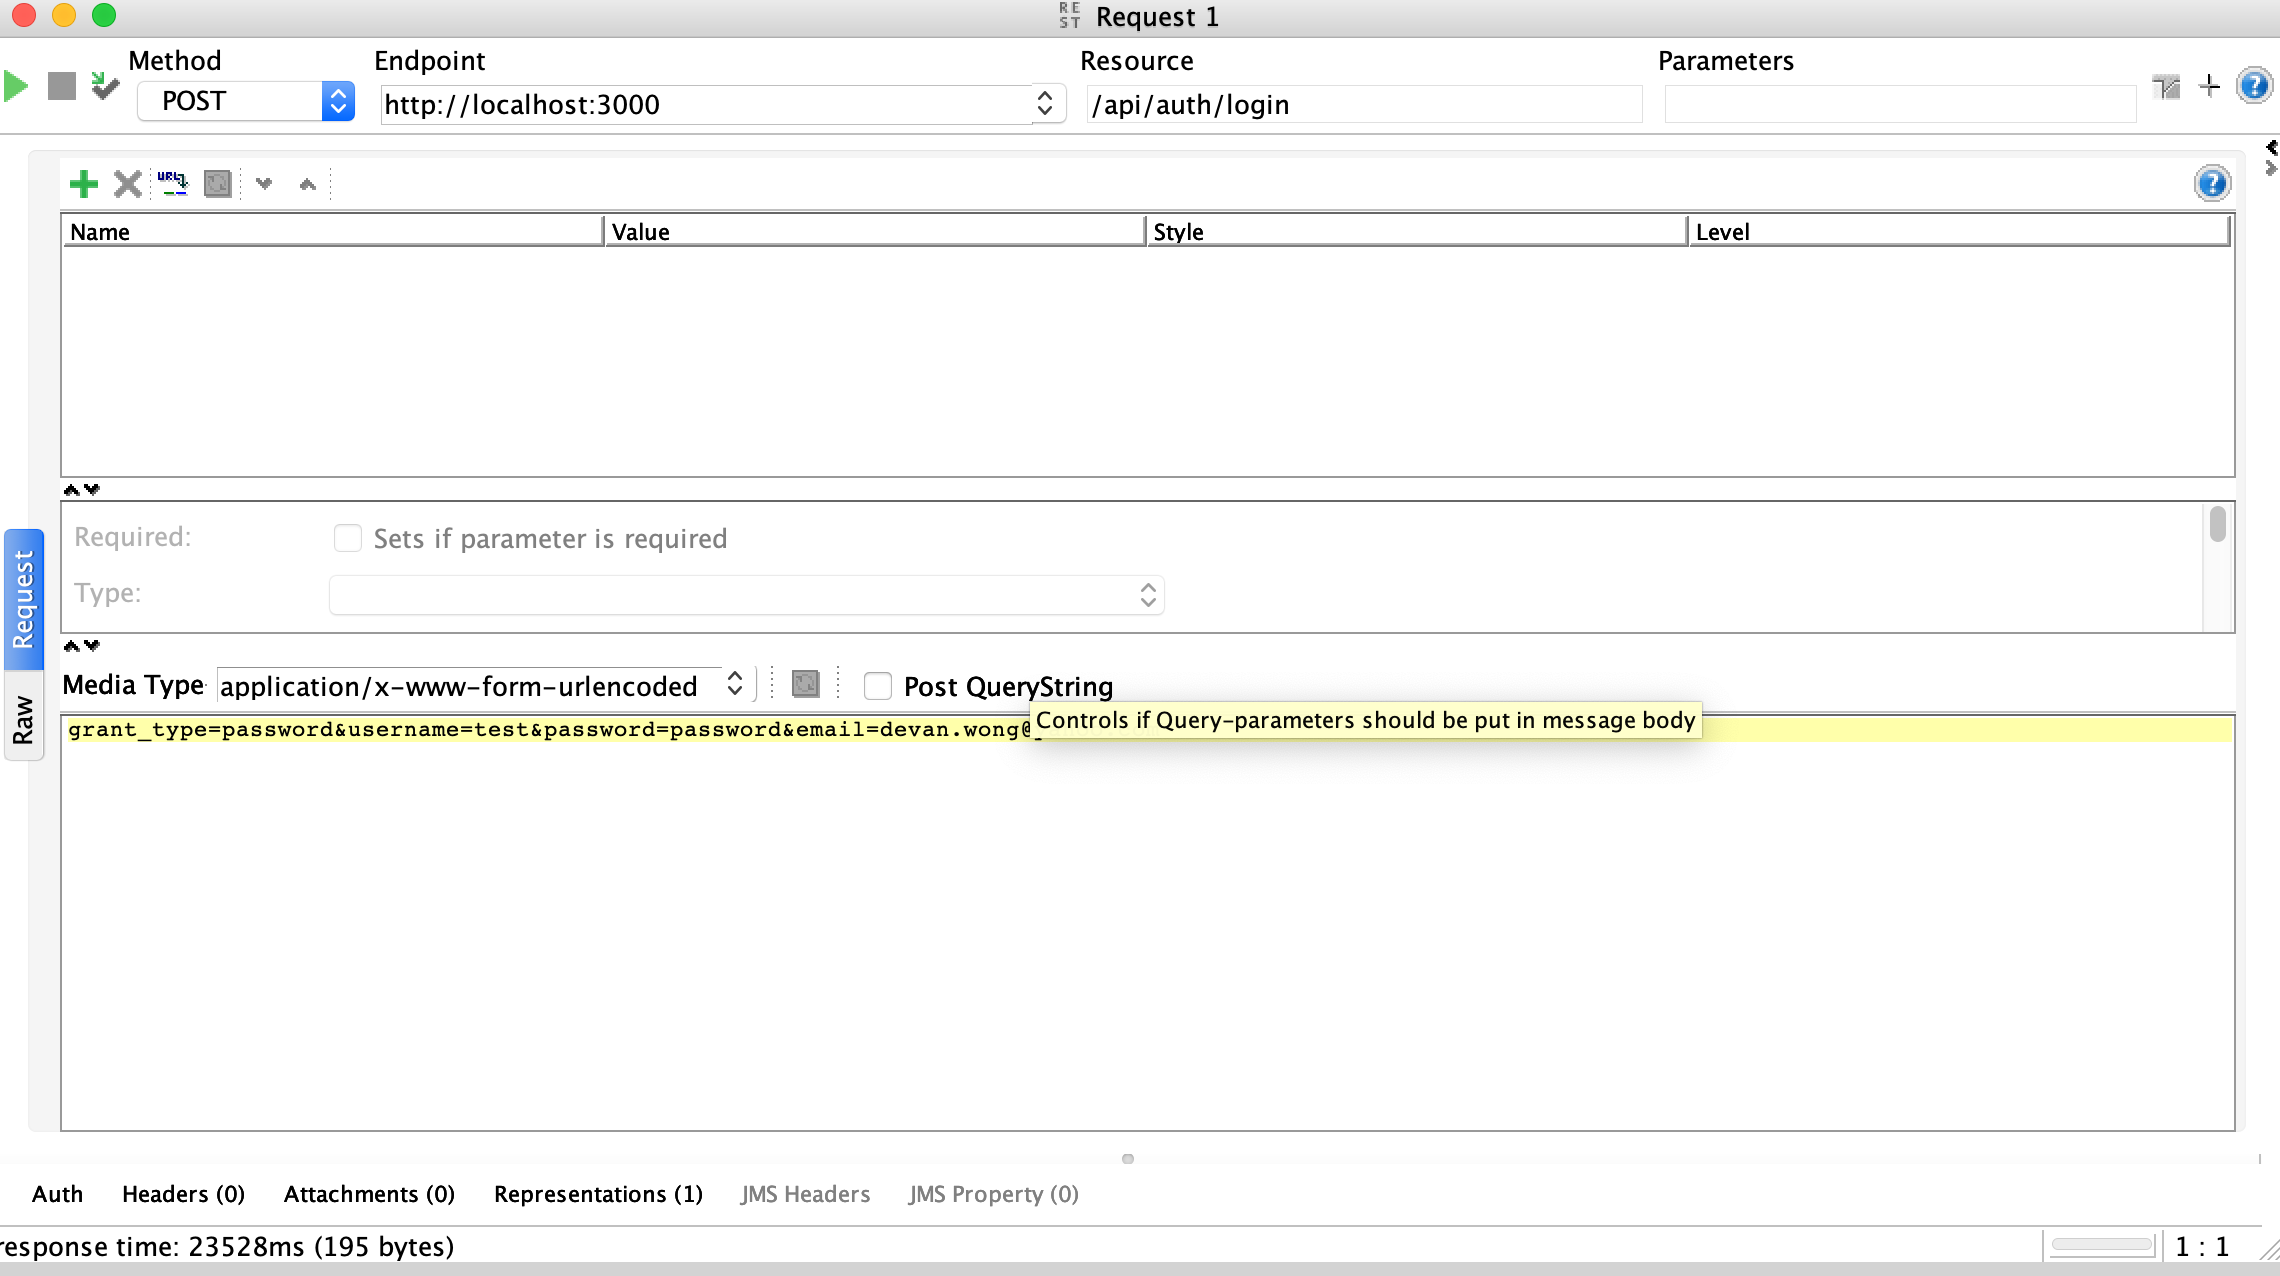 REST Request 1
Method Endpoint Resource Parameters
POST http://localhost:3000 /api/auth/login
URL
Name Value Style Level
Required: Sets if parameter is required
Type:
Request
Raw
Media Type application/x-www-form-urlencoded Post QueryString
Controls if Query-parameters should be put in message body
grant_type=password&username=test&password=password&email=devan.wong@
Auth Headers (0) Attachments (0) Representations (1) JMS Headers JMS Property (0)
response time: 23528ms (195 bytes) 1 : 1